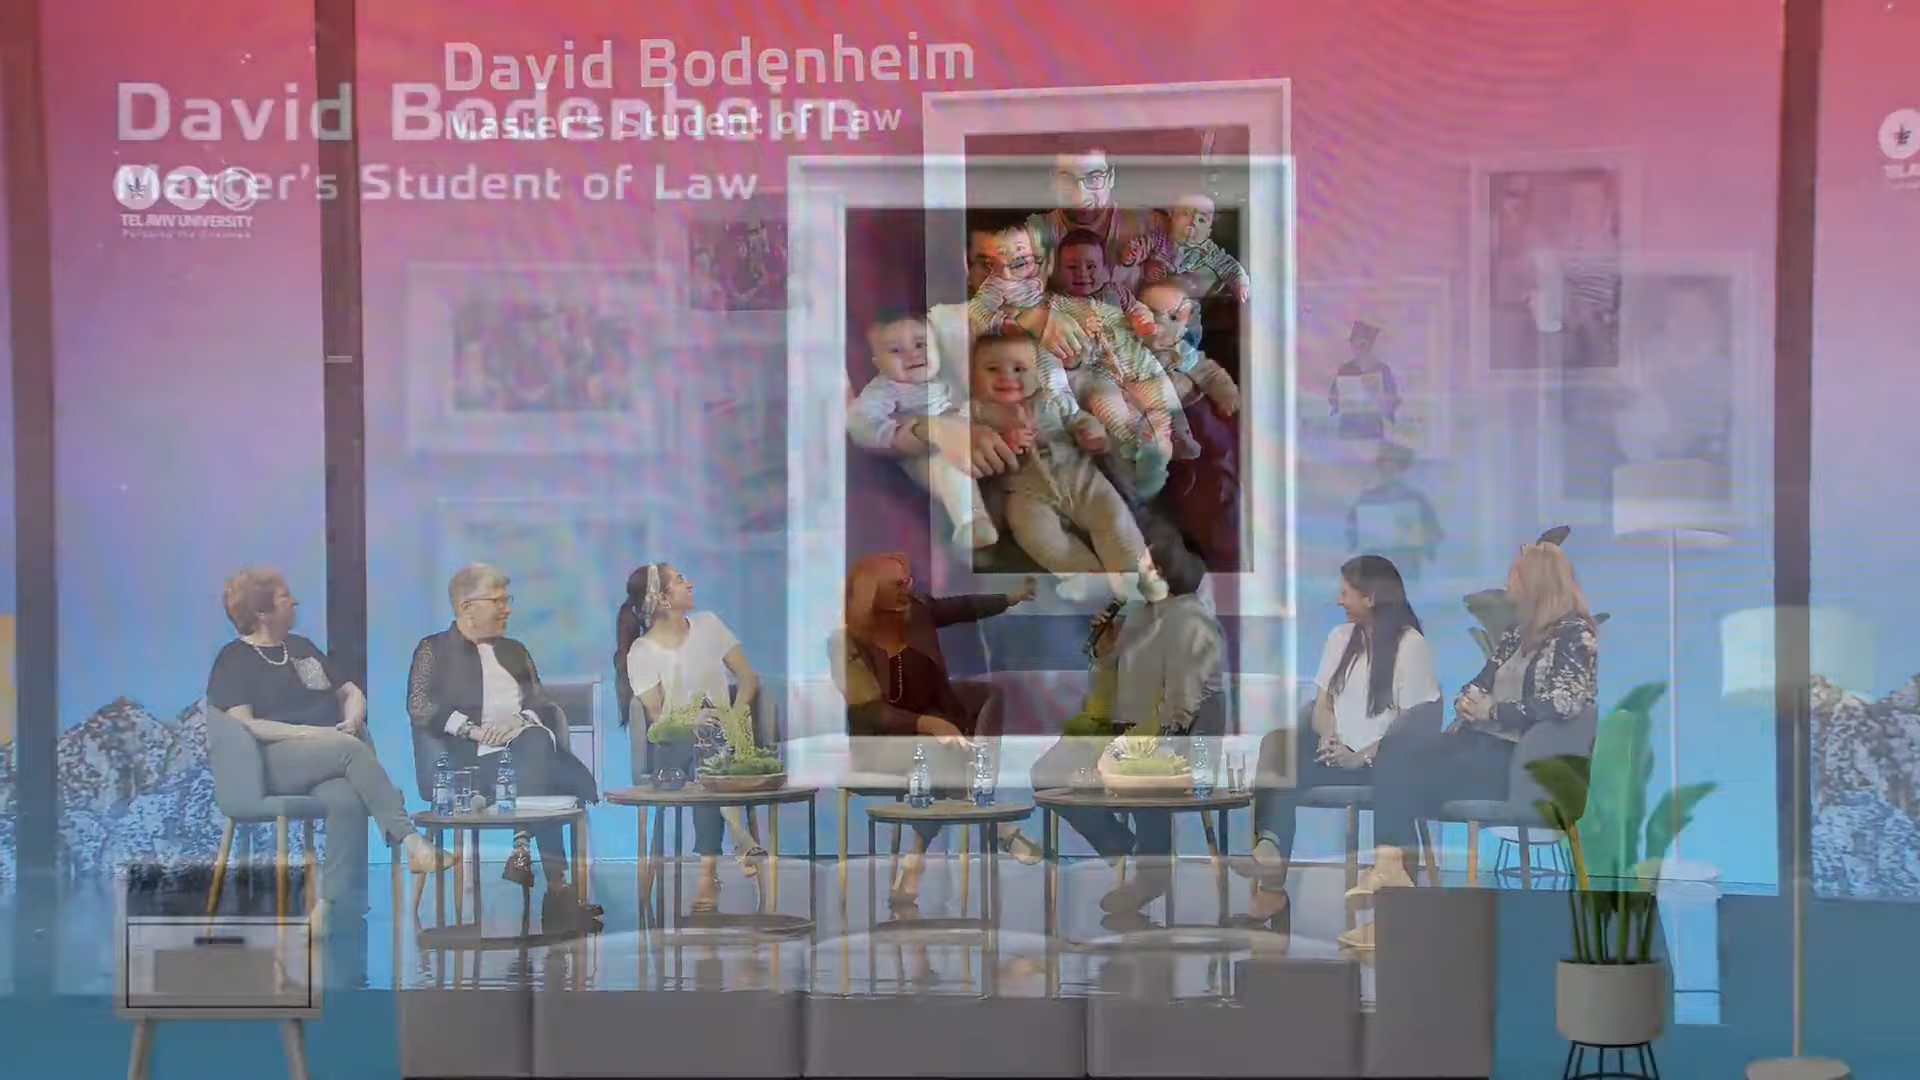 David Bodenheim
Master's Student of Law
David Bodenheim
Master's Student of Law
TEL AVIV UNIVERSITY